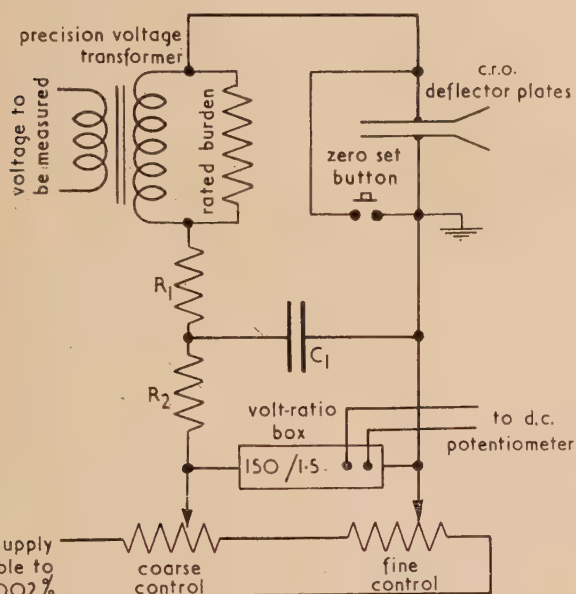 precision voltage
transformer
voltage to
be measured
rated burden
c.r.o.
deflector plates
zero set
button
R1
C1
R2
volt-ratio
box
150/1·5
to d.c.
potentiometer
coarse
control
fine
control